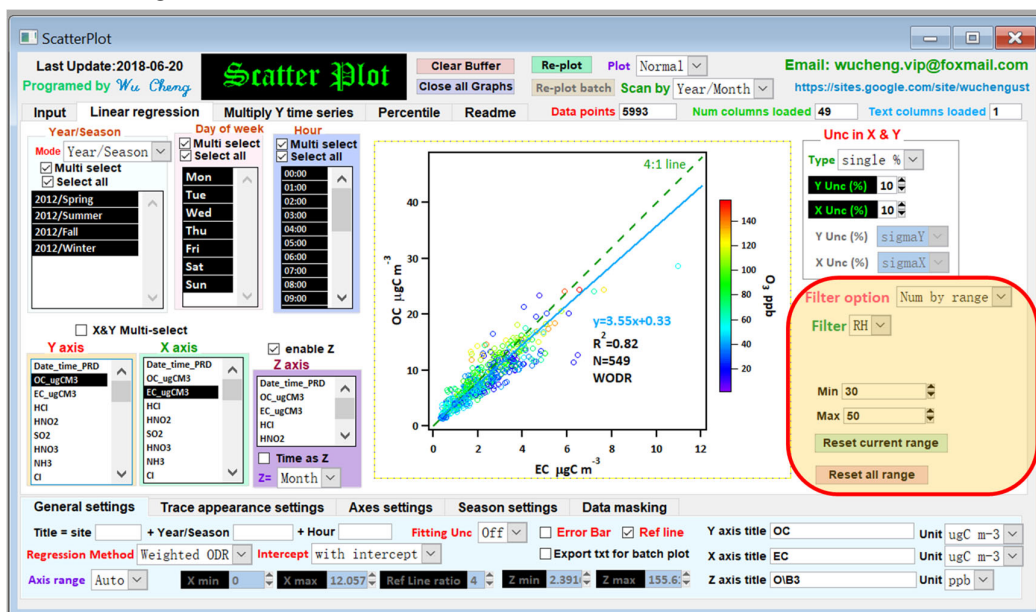 ScatterPlot
Last Update:2018-06-20
Programed by Wu Cheng
Scatter Plot
Clear Buffer
Close all Graphs
Re-plot
Plot Normal
Re-plot batch
Scan by Year/Month
Email: wucheng.vip@foxmail.com
https://sites.google.com/site/wuchengust
Input
Linear regression
Multiply Y time series
Percentile
Readme
Data points 5993
Num columns loaded 49
Text columns loaded 1
Year/Season
Mode Year/Season
Multi select
Select all
2012/Spring
2012/Summer
2012/Fall
2012/Winter
Day of week
Multi select
Select all
Mon
Tue
Wed
Thu
Fri
Sat
Sun
Hour
Multi select
Select all
00:00
01:00
02:00
03:00
04:00
05:00
06:00
07:00
08:00
09:00
X&Y Multi-select
Y axis
Date_time_PRD
OC_ugCM3
EC_ugCM3
HCl
HNO2
SO2
HNO3
NH3
Cl
X axis
Date_time_PRD
OC_ugCM3
EC_ugCM3
HCl
HNO2
SO2
HNO3
NH3
Cl
enable Z
Z axis
Date_time_PRD
OC_ugCM3
EC_ugCM3
HCl
HNO2
Time as Z
Z= Month
OC µgC m-3
40
30
20
10
0
0 2 4 6 8 10 12
EC µgC m-3
4:1 line
y=3.55x+0.33
R2=0.82
N=549
WODR
140
120
100
80
60
40
20
O3 ppb
Unc in X & Y
Type single %
Y Unc (%) 10
X Unc (%) 10
Y Unc (%) sigmaY
X Unc (%) sigmaX
Filter option Num by range
Filter RH
Min 30
Max 50
Reset current range
Reset all range
General settings
Trace appearance settings
Axes settings
Season settings
Data masking
Title = site + Year/Season + Hour
Fitting Unc Off
Error Bar
Ref line
Y axis title OC
Unit ugC m-3
Regression Method Weighted ODR
Intercept with intercept
Export txt for batch plot
X axis title EC
Unit ugC m-3
Axis range Auto
X min 0
X max 12.057
Ref Line ratio 4
Z min 2.391
Z max 155.6
Z axis title O\B3
Unit ppb